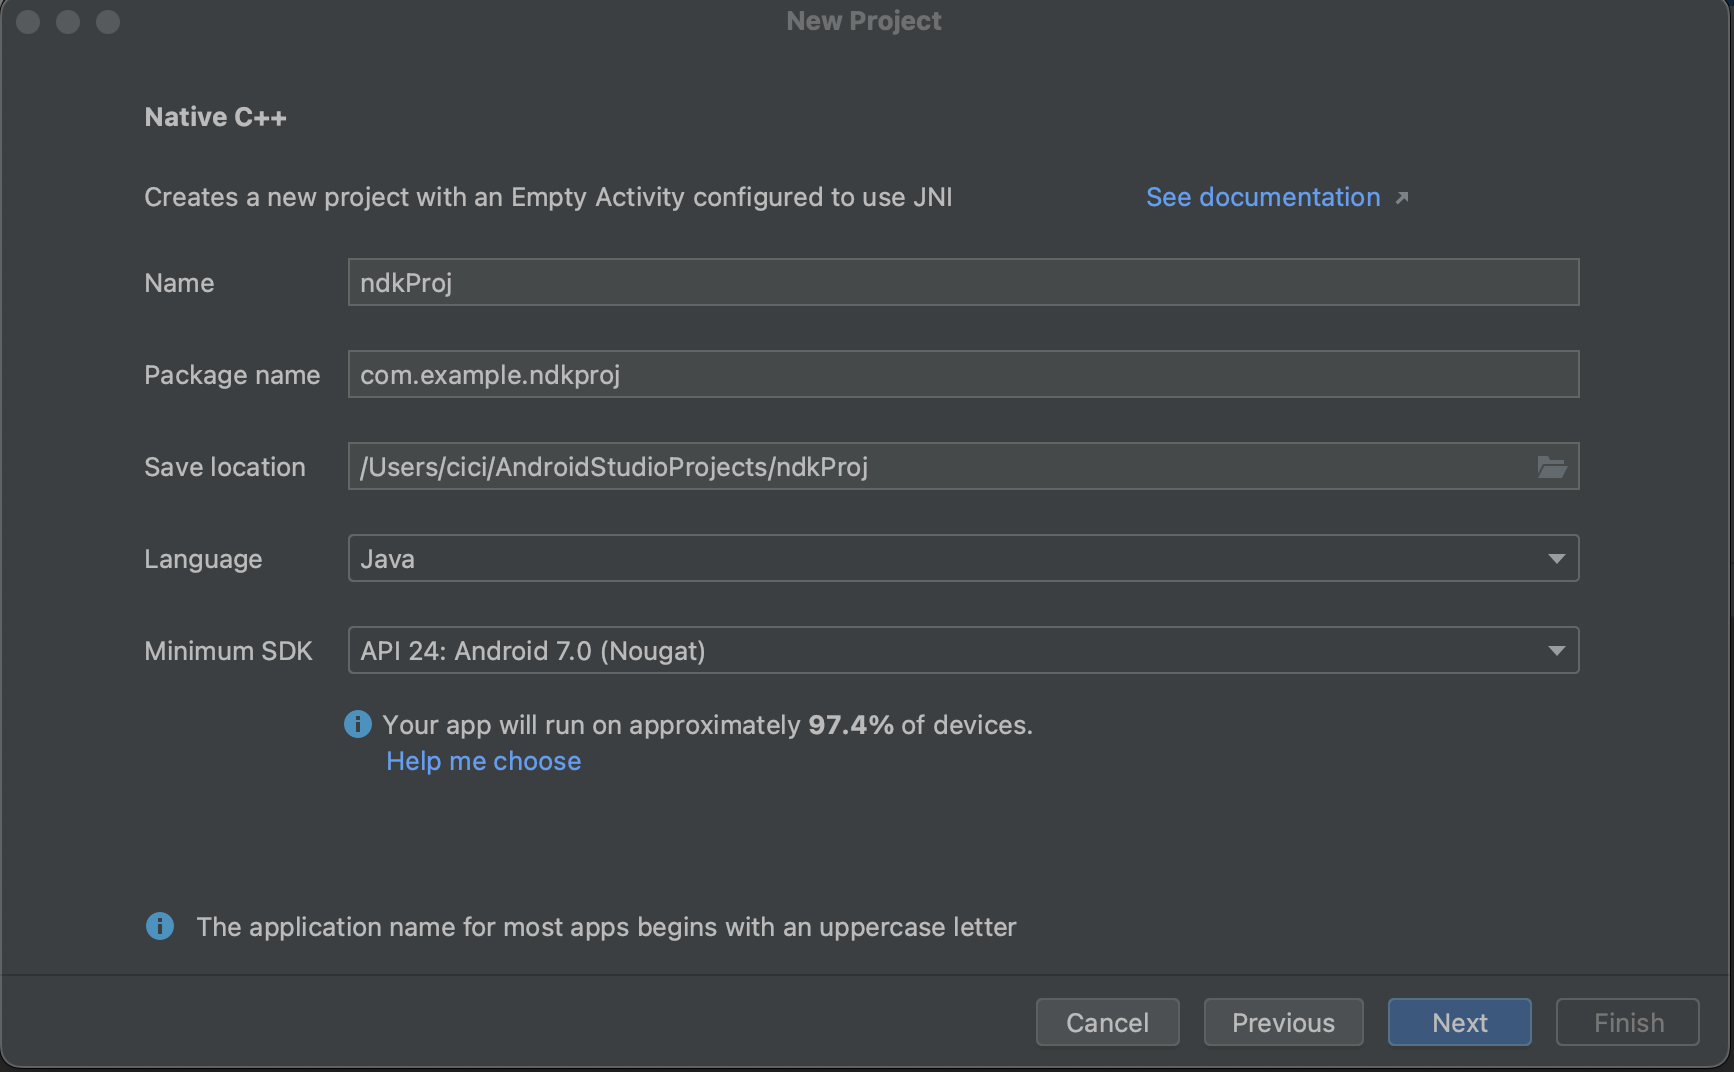 New Project
Native C++
Creates a new project with an Empty Activity configured to use JNI See documentation ↗
Name ndkProj
Package name com.example.ndkproj
Save location /Users/cici/AndroidStudioProjects/ndkProj
Language Java
Minimum SDK API 24: Android 7.0 (Nougat)
Your app will run on approximately 97.4% of devices.
Help me choose
The application name for most apps begins with an uppercase letter
Cancel Previous Next Finish